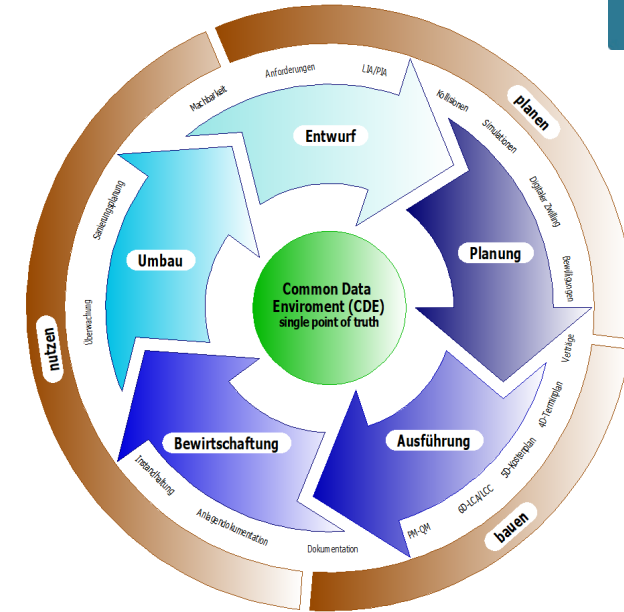 Machbarkeit
Anforderungen
LIA/PIA
Kollisionen
Simulationen
Digitaler Zwilling
Bewilligungen
Verträge
4D-Terminplan
5D-Kostenplan
6D-LCA/LCC
PM-QM
Dokumentation
Anlagendokumentation
Instandhaltung
Überwachung
Sanierungsplanung
planen
bauen
nutzen
Entwurf
Planung
Ausführung
Bewirtschaftung
Umbau
Common Data
Enviroment (CDE)
single point of truth